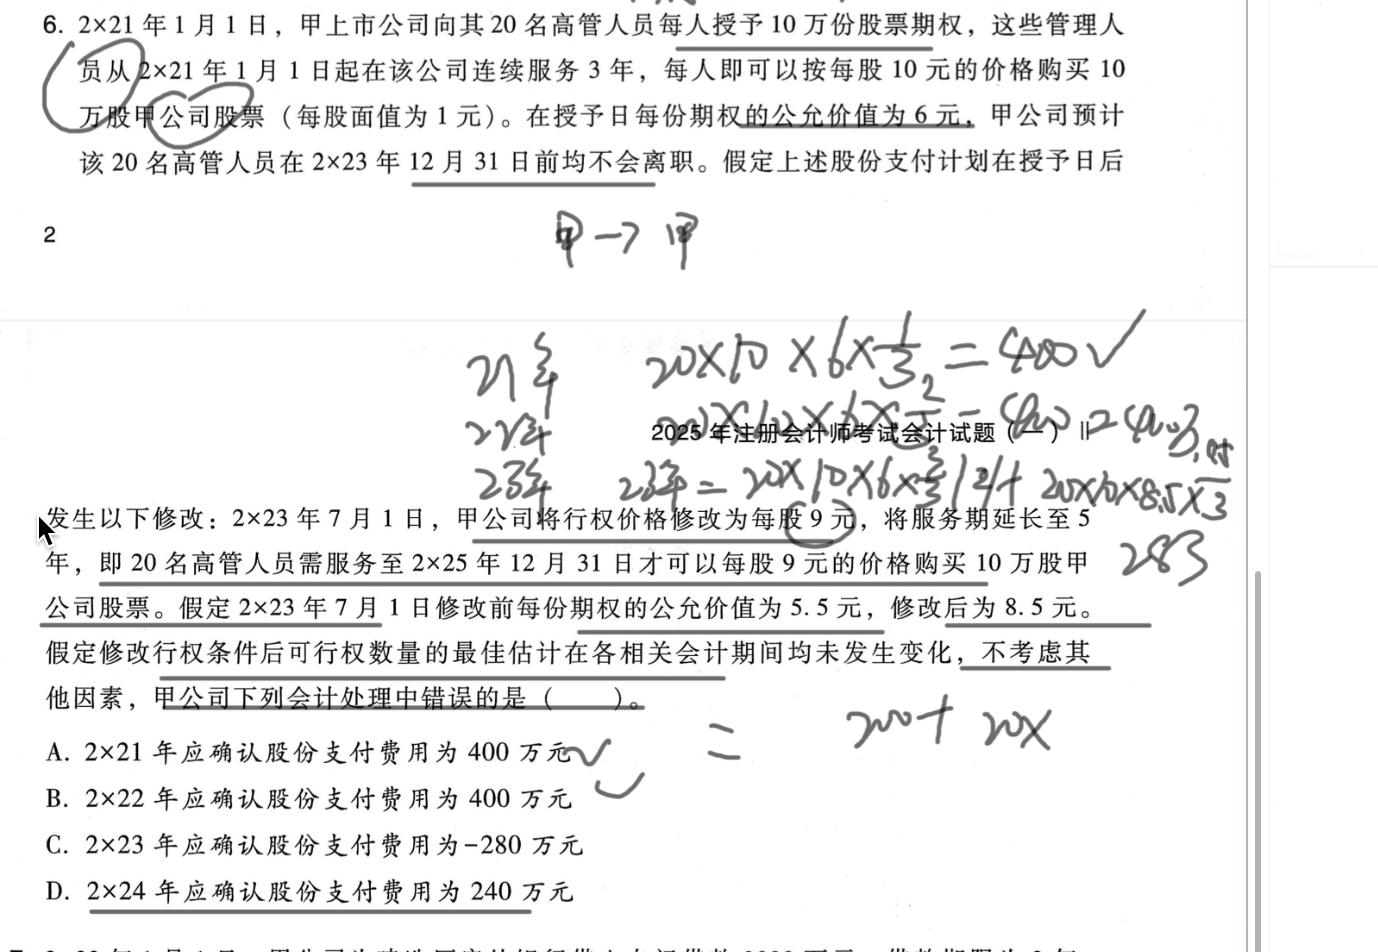 6. 2×21 年 1 月 1 日，甲上市公司向其 20 名高管人员每人授予 10 万份股票期权，这些管理人
员从 2×21 年 1 月 1 日起在该公司连续服务 3 年，每人即可以按每股 10 元的价格购买 10
万股甲公司股票（每股面值为 1 元）。在授予日每份期权的公允价值为 6 元，甲公司预计
该 20 名高管人员在 2×23 年 12 月 31 日前均不会离职。假定上述股份支付计划在授予日后
2
甲→甲
21年 20×10×6×1/3 = 400✓
22年
2025 年注册会计师考试会计试题（一）
23年 23年=20×10×6×
20×10×8.5×
发生以下修改：2×23 年 7 月 1 日，甲公司将行权价格修改为每股 9 元，将服务期延长至 5
年，即 20 名高管人员需服务至 2×25 年 12 月 31 日才可以每股 9 元的价格购买 10 万股甲
283
公司股票。假定 2×23 年 7 月 1 日修改前每份期权的公允价值为 5.5 元，修改后为 8.5 元。
假定修改行权条件后可行权数量的最佳估计在各相关会计期间均未发生变化，不考虑其
他因素，甲公司下列会计处理中错误的是（  ）。
= 200+20×
A. 2×21 年应确认股份支付费用为 400 万元✓
B. 2×22 年应确认股份支付费用为 400 万元
C. 2×23 年应确认股份支付费用为-280 万元
D. 2×24 年应确认股份支付费用为 240 万元